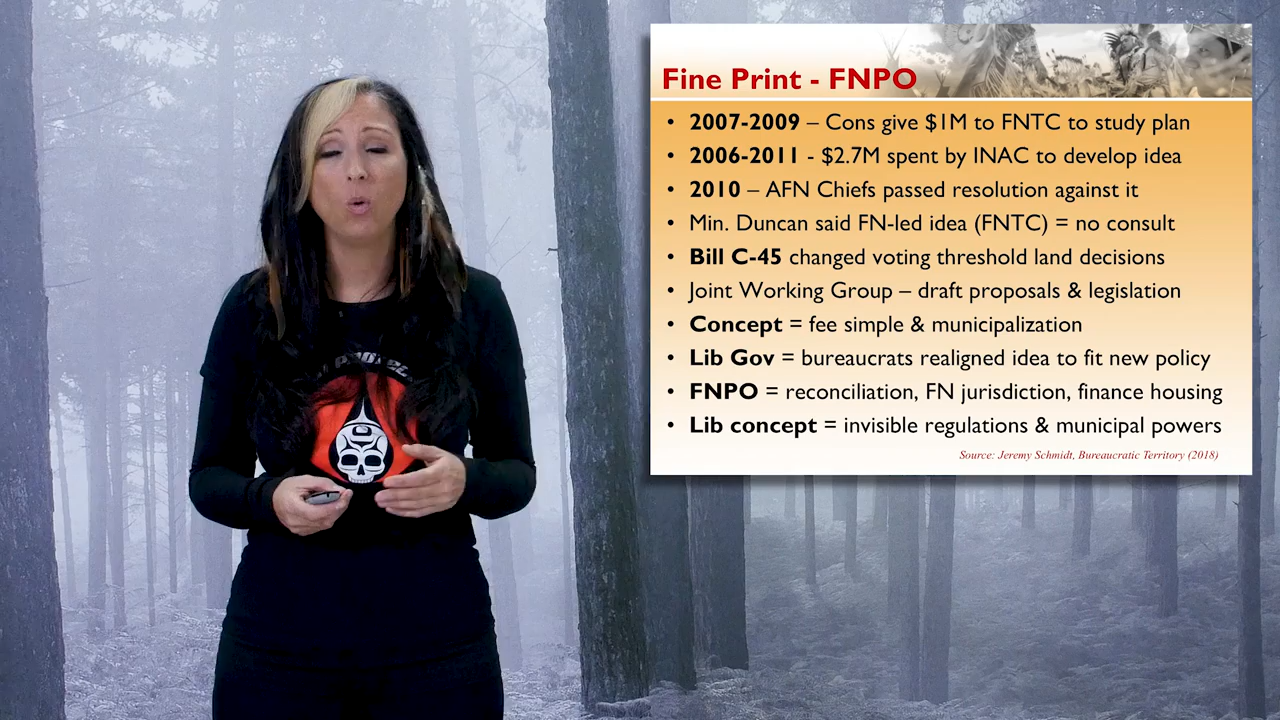 Fine Print - FNPO
• 2007-2009 – Cons give $1M to FNTC to study plan
• 2006-2011 - $2.7M spent by INAC to develop idea
• 2010 – AFN Chiefs passed resolution against it
• Min. Duncan said FN-led idea (FNTC) = no consult
• Bill C-45 changed voting threshold land decisions
• Joint Working Group – draft proposals & legislation
• Concept = fee simple & municipalization
• Lib Gov = bureaucrats realigned idea to fit new policy
• FNPO = reconciliation, FN jurisdiction, finance housing
• Lib concept = invisible regulations & municipal powers
Source: Jeremy Schmidt, Bureaucratic Territory (2018)